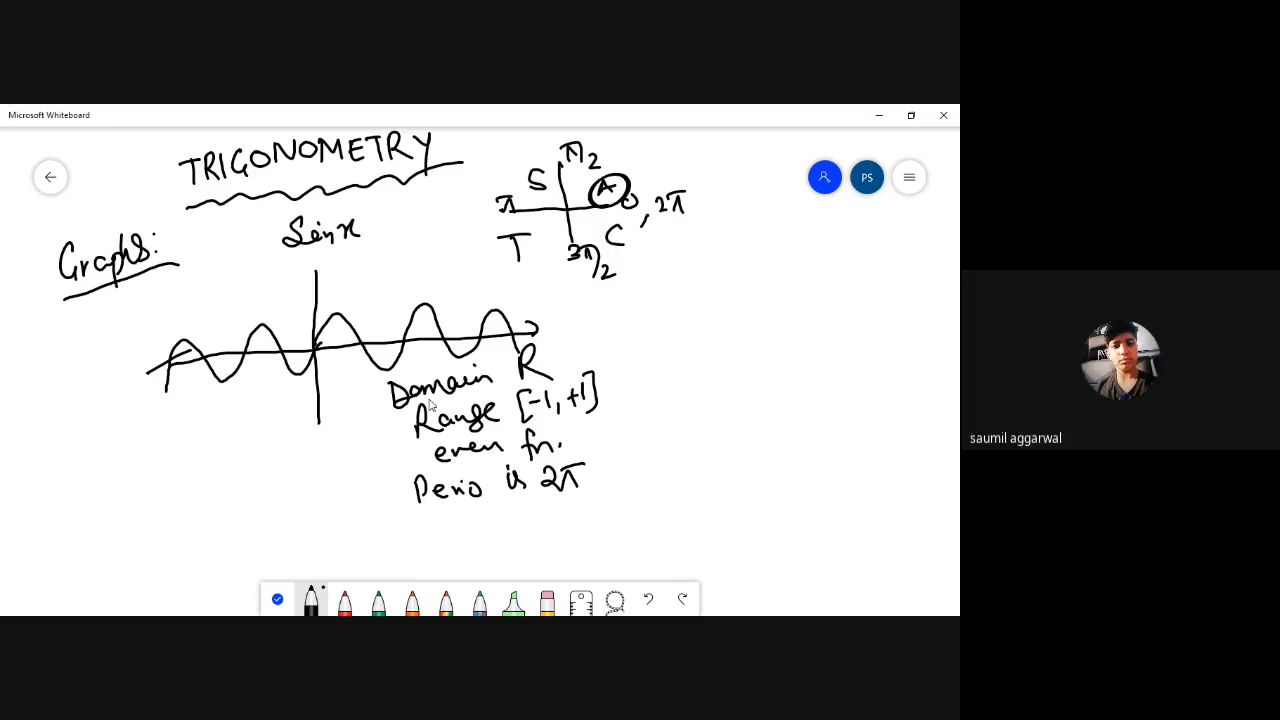 Microsoft Whiteboard
TRIGONOMETRY
Sin x
Graphs:
π/2
S A
π 0, 2π
T C
3π/2
PS
Domain R
Range [-1, +1]
even fn.
Perio is 2π
saumil aggarwal